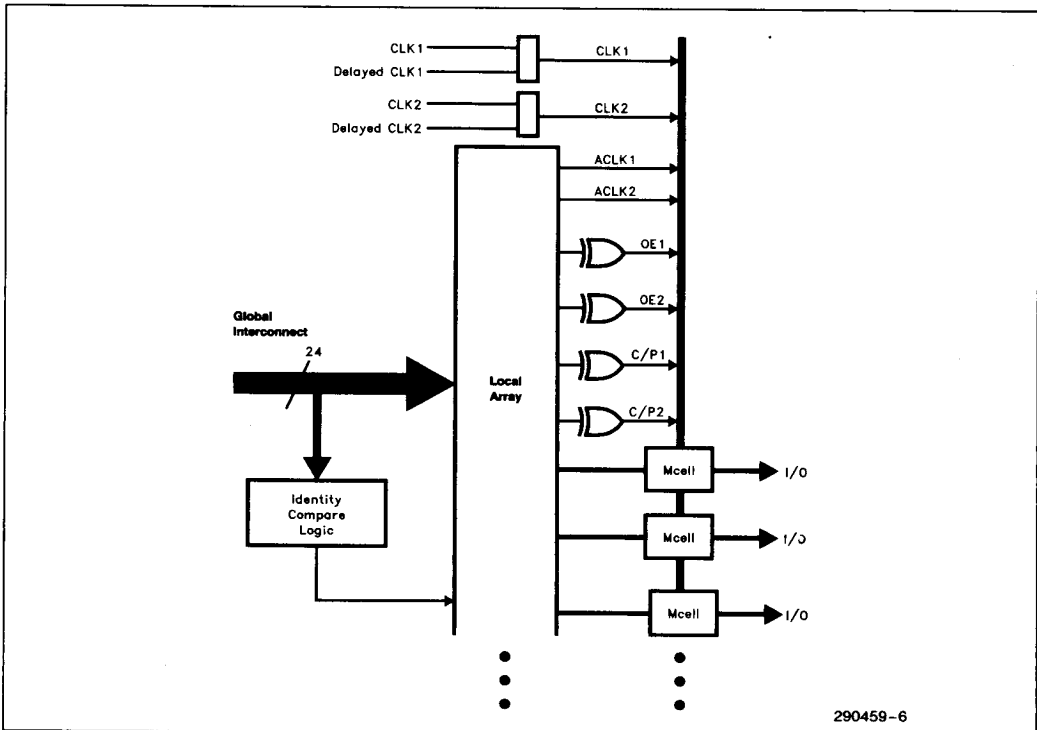 CLK1
Delayed CLK1
CLK1
CLK2
Delayed CLK2
CLK2
ACLK1
ACLK2
OE1
OE2
C/P1
C/P2
Global
Interconnect
24
Local
Array
Identity
Compare
Logic
Mcell
I/O
Mcell
I/O
Mcell
I/O
290459-6